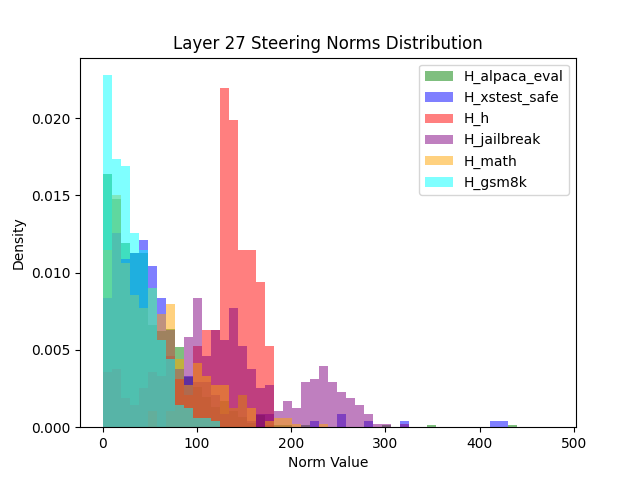 Layer 27 Steering Norms Distribution
H_alpaca_eval
H_xstest_safe
H_h
H_jailbreak
H_math
H_gsm8k
Density
0.020
0.015
0.010
0.005
0.000
0
100
200
300
400
500
Norm Value